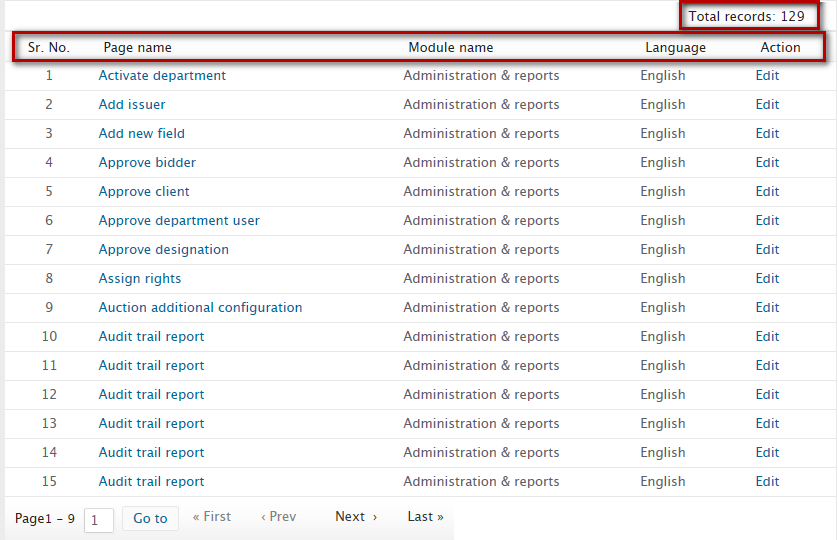 Total records: 129
Sr. No. Page name Module name Language Action
1 Activate department Administration & reports English Edit
2 Add issuer Administration & reports English Edit
3 Add new field Administration & reports English Edit
4 Approve bidder Administration & reports English Edit
5 Approve client Administration & reports English Edit
6 Approve department user Administration & reports English Edit
7 Approve designation Administration & reports English Edit
8 Assign rights Administration & reports English Edit
9 Auction additional configuration Administration & reports English Edit
10 Audit trail report Administration & reports English Edit
11 Audit trail report Administration & reports English Edit
12 Audit trail report Administration & reports English Edit
13 Audit trail report Administration & reports English Edit
14 Audit trail report Administration & reports English Edit
15 Audit trail report Administration & reports English Edit
Page1 - 9 1 Go to « First ‹ Prev Next › Last »